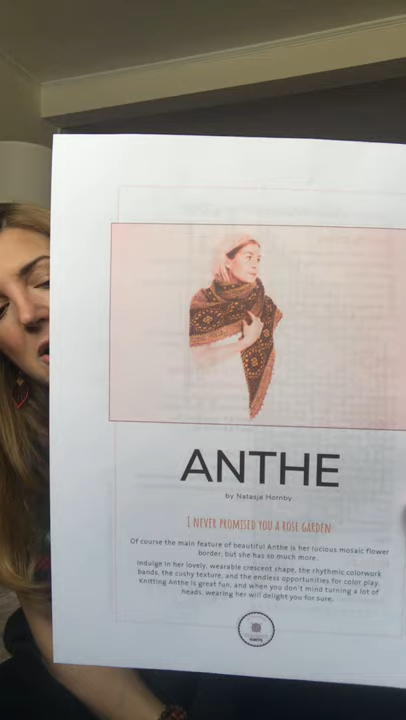 ANTHE
by Natasja Hornby
I NEVER PROMISED YOU A ROSE GARDEN
Of course the main feature of beautiful Anthe is her lucious mosaic flower
border, but she has so much more.
Indulge in her lovely, wearable crescent shape, the rhythmic colorwork
bands, the cushy texture, and the endless opportunities for color play.
Knitting Anthe is great fun, and when you don't mind turning a lot of
heads, wearing her will delight you for sure.